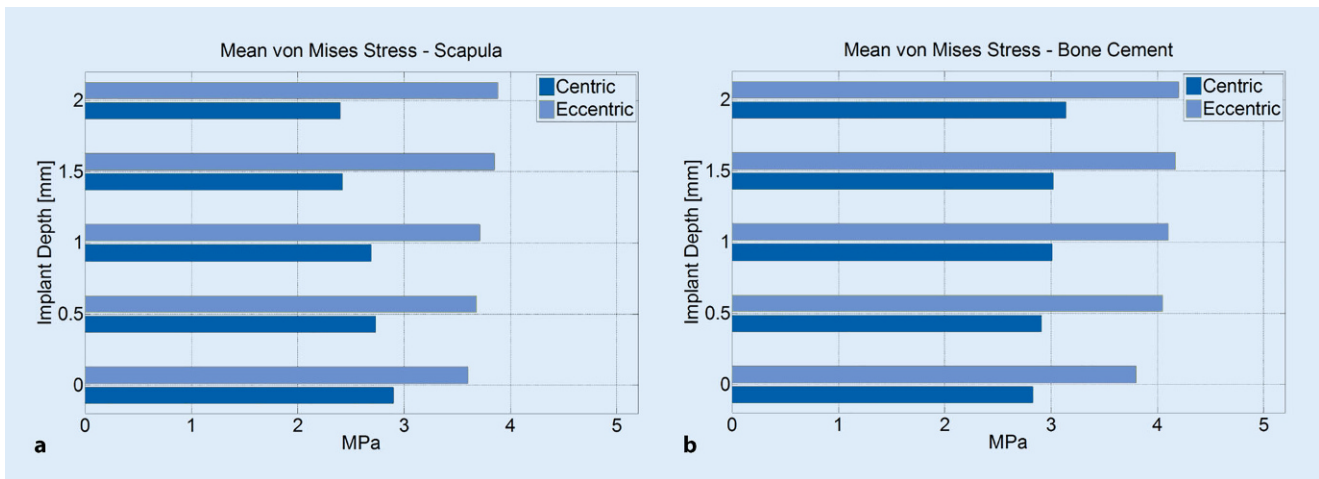 Mean von Mises Stress - Scapula
Centric
Eccentric
2
1.5
1
0.5
0
Implant Depth [mm]
0 1 2 3 4 5
MPa
a
Mean von Mises Stress - Bone Cement
Centric
Eccentric
2
1.5
1
0.5
0
Implant Depth [mm]
0 1 2 3 4 5
MPa
b